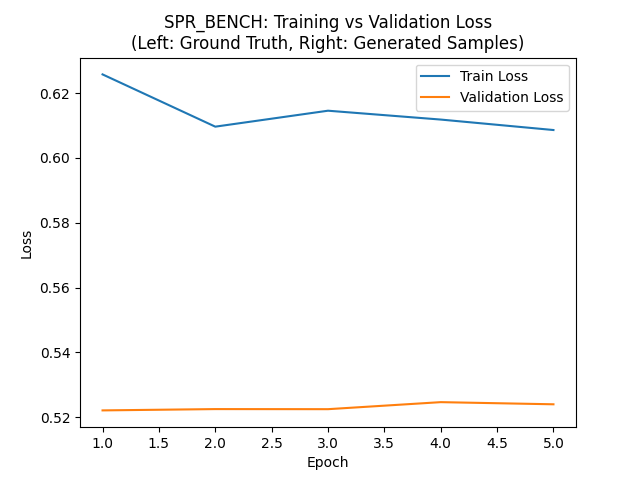 SPR_BENCH: Training vs Validation Loss
(Left: Ground Truth, Right: Generated Samples)
Train Loss
Validation Loss
Loss
0.62
0.60
0.58
0.56
0.54
0.52
1.0 1.5 2.0 2.5 3.0 3.5 4.0 4.5 5.0
Epoch